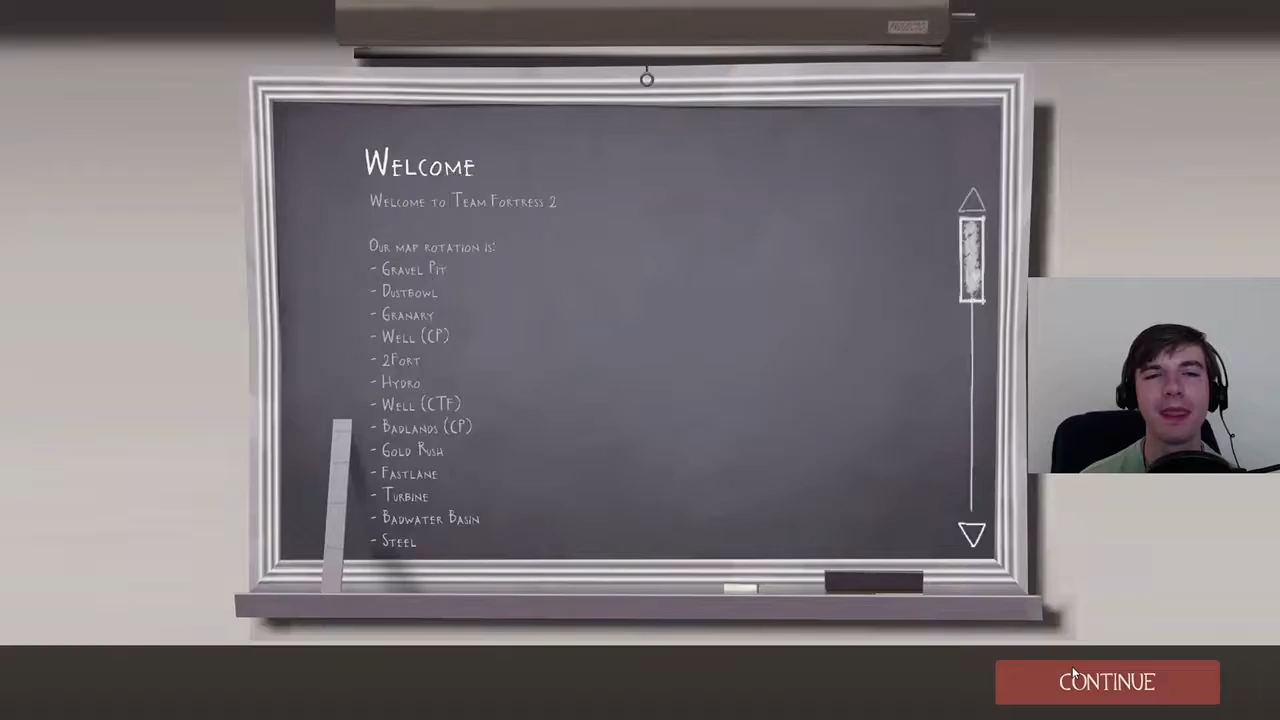 Welcome
Welcome to Team Fortress 2
Our map rotation is:
- Gravel Pit
- Dustbowl
- Granary
- Well (CP)
- 2Fort
- Hydro
- Well (CTF)
- Badlands (CP)
- Gold Rush
- Fastlane
- Turbine
- Badwater Basin
- Steel
CONTINUE